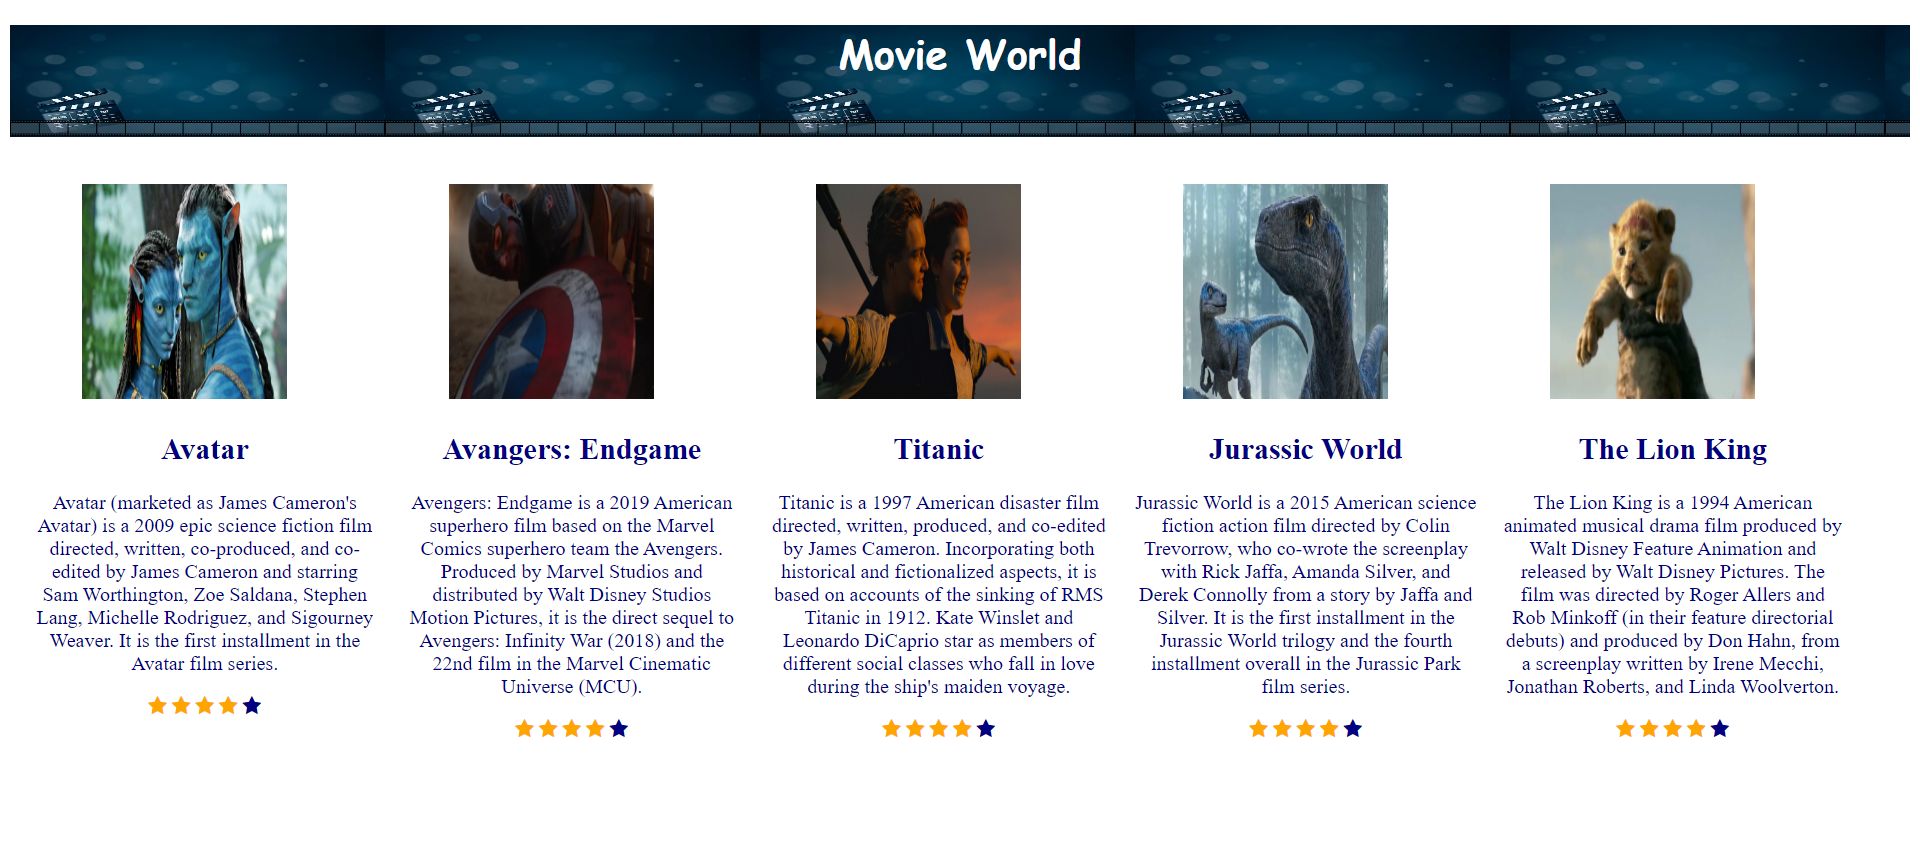 Movie World
Avatar
Avatar (marketed as James Cameron's
Avatar) is a 2009 epic science fiction film
directed, written, co-produced, and co-
edited by James Cameron and starring
Sam Worthington, Zoe Saldana, Stephen
Lang, Michelle Rodriguez, and Sigourney
Weaver. It is the first installment in the
Avatar film series.
Avangers: Endgame
Avengers: Endgame is a 2019 American
superhero film based on the Marvel
Comics superhero team the Avengers.
Produced by Marvel Studios and
distributed by Walt Disney Studios
Motion Pictures, it is the direct sequel to
Avengers: Infinity War (2018) and the
22nd film in the Marvel Cinematic
Universe (MCU).
Titanic
Titanic is a 1997 American disaster film
directed, written, produced, and co-edited
by James Cameron. Incorporating both
historical and fictionalized aspects, it is
based on accounts of the sinking of RMS
Titanic in 1912. Kate Winslet and
Leonardo DiCaprio star as members of
different social classes who fall in love
during the ship's maiden voyage.
Jurassic World
Jurassic World is a 2015 American science
fiction action film directed by Colin
Trevorrow, who co-wrote the screenplay
with Rick Jaffa, Amanda Silver, and
Derek Connolly from a story by Jaffa and
Silver. It is the first installment in the
Jurassic World trilogy and the fourth
installment overall in the Jurassic Park
film series.
The Lion King
The Lion King is a 1994 American
animated musical drama film produced by
Walt Disney Feature Animation and
released by Walt Disney Pictures. The
film was directed by Roger Allers and
Rob Minkoff (in their feature directorial
debuts) and produced by Don Hahn, from
a screenplay written by Irene Mecchi,
Jonathan Roberts, and Linda Woolverton.